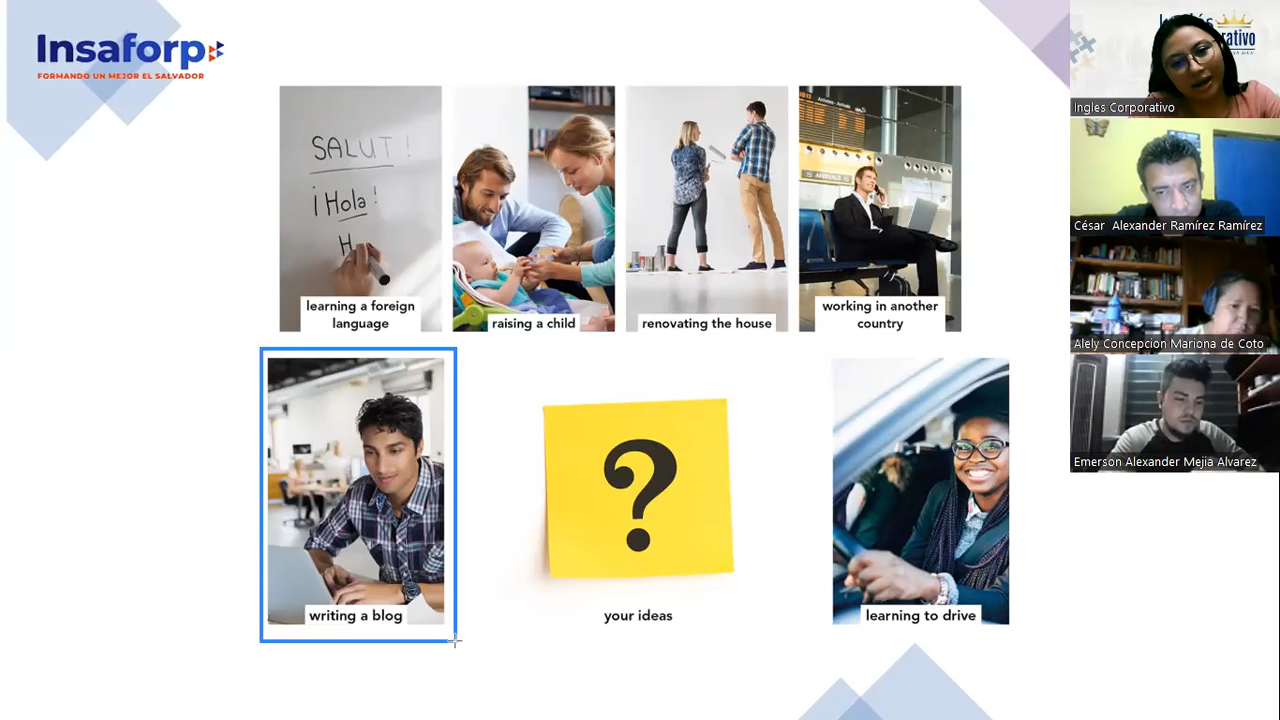 Insaforp
FORMANDO UN MEJOR EL SALVADOR
SALUT !
¡Hola!
H
learning a foreign
language
raising a child
renovating the house
ARRIVALS
working in another
country
writing a blog
?
your ideas
learning to drive
Ingles Corporativo
César Alexander Ramírez Ramírez
Alely Concepcion Mariona de Coto
Emerson Alexander Mejia Alvarez